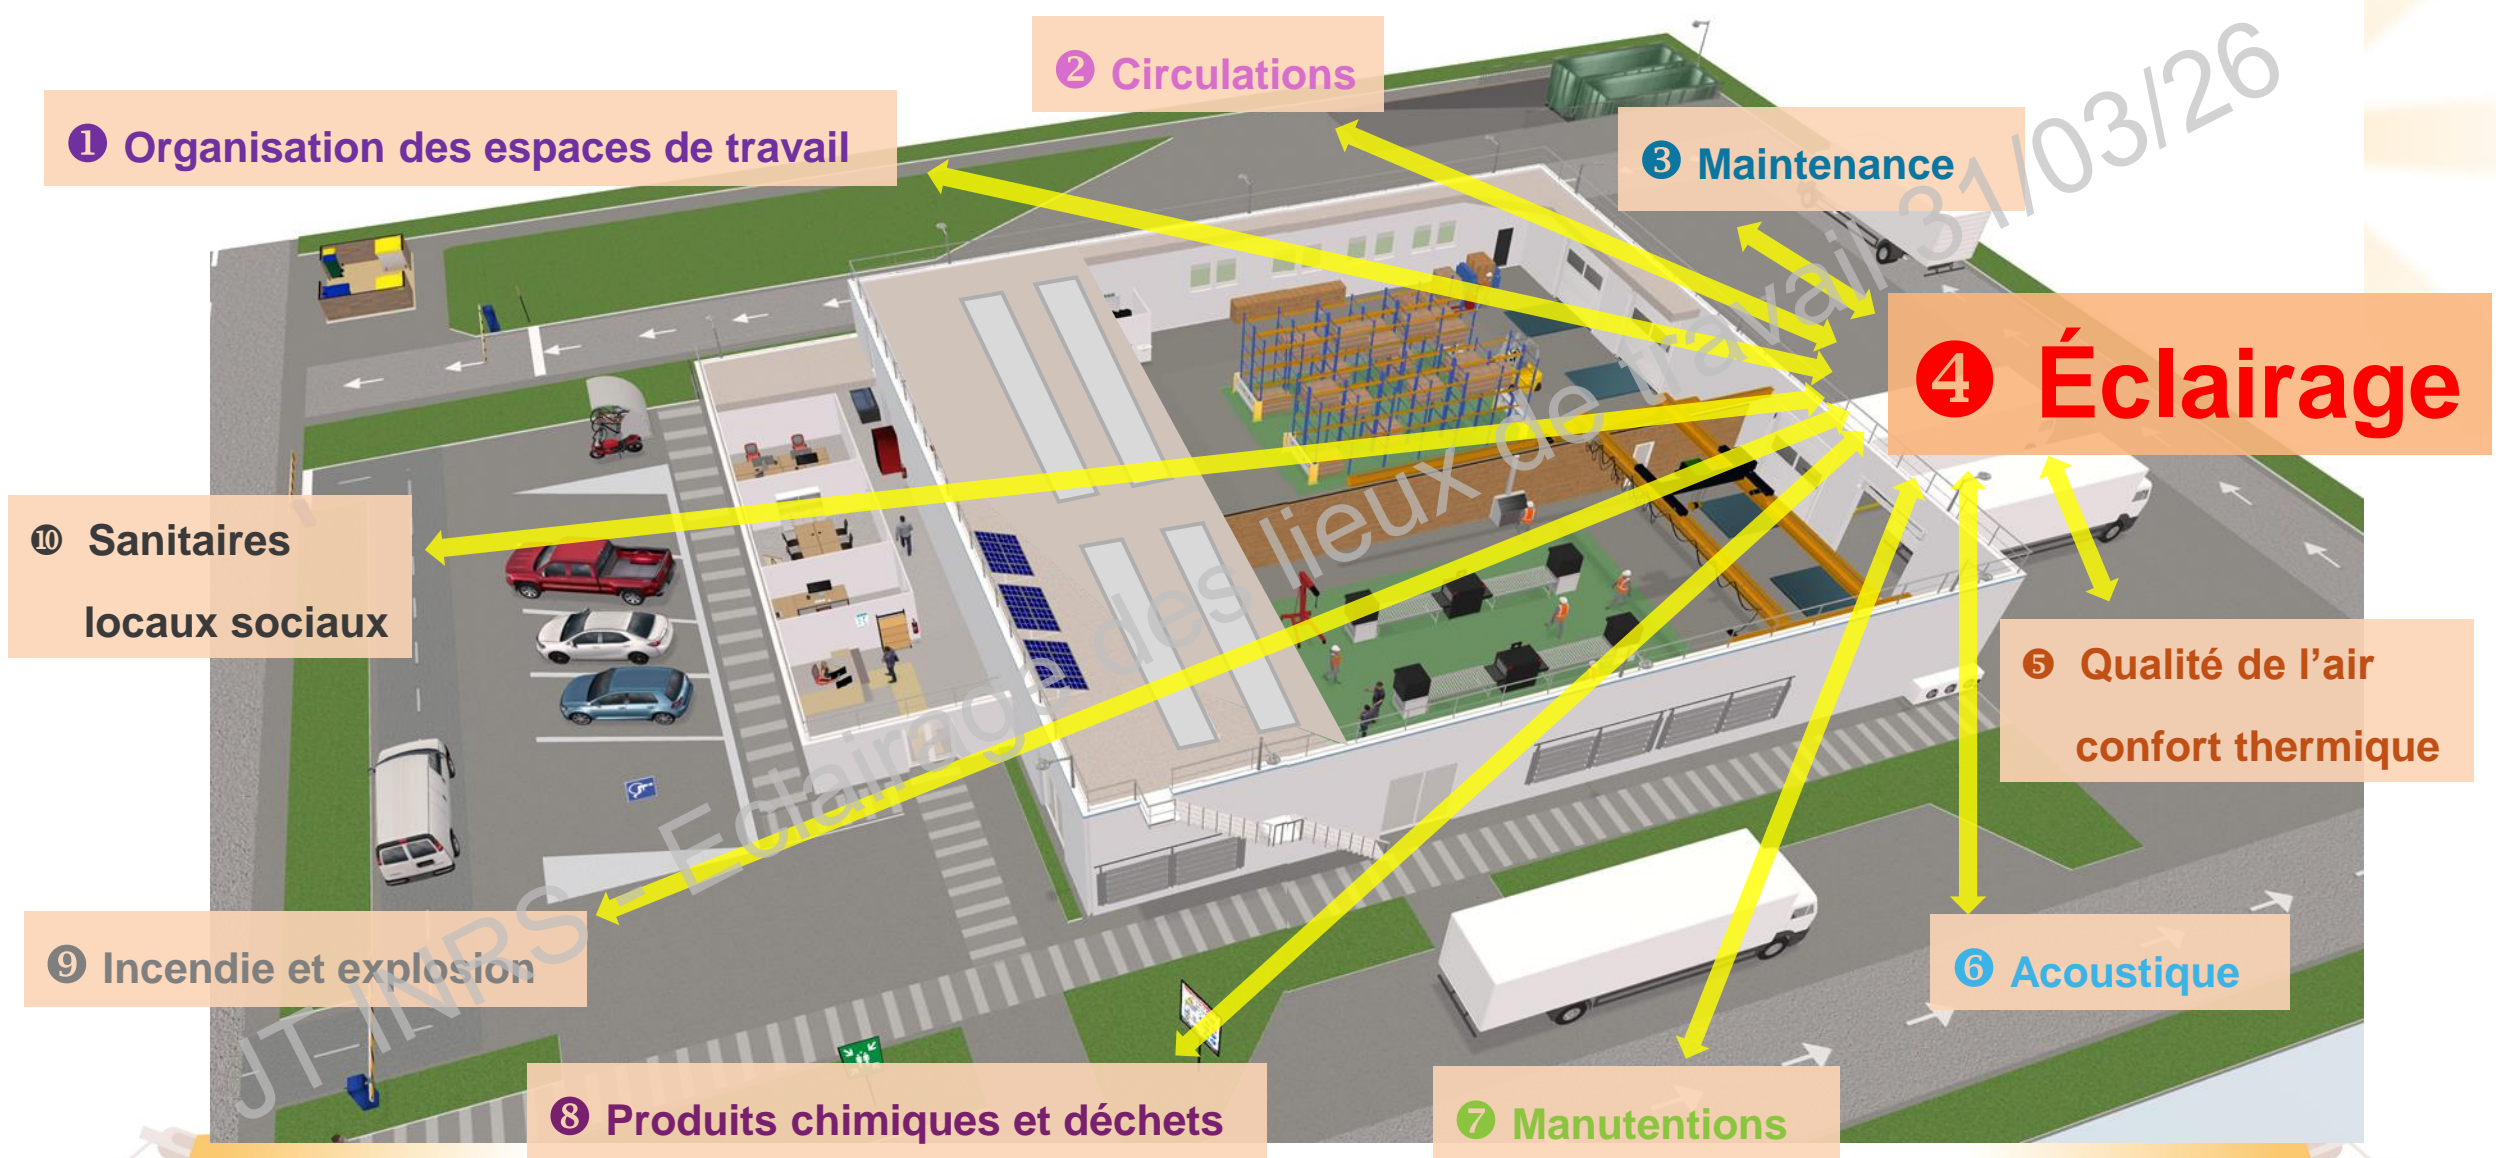 ❷ Circulations
❶ Organisation des espaces de travail
❸ Maintenance
❹ Éclairage
❿ Sanitaires
locaux sociaux
❺ Qualité de l’air
confort thermique
❾ Incendie et explosion
❻ Acoustique
❽ Produits chimiques et déchets
❼ Manutentions
JT INRS – Eclairage des lieux de travail 31/03/26